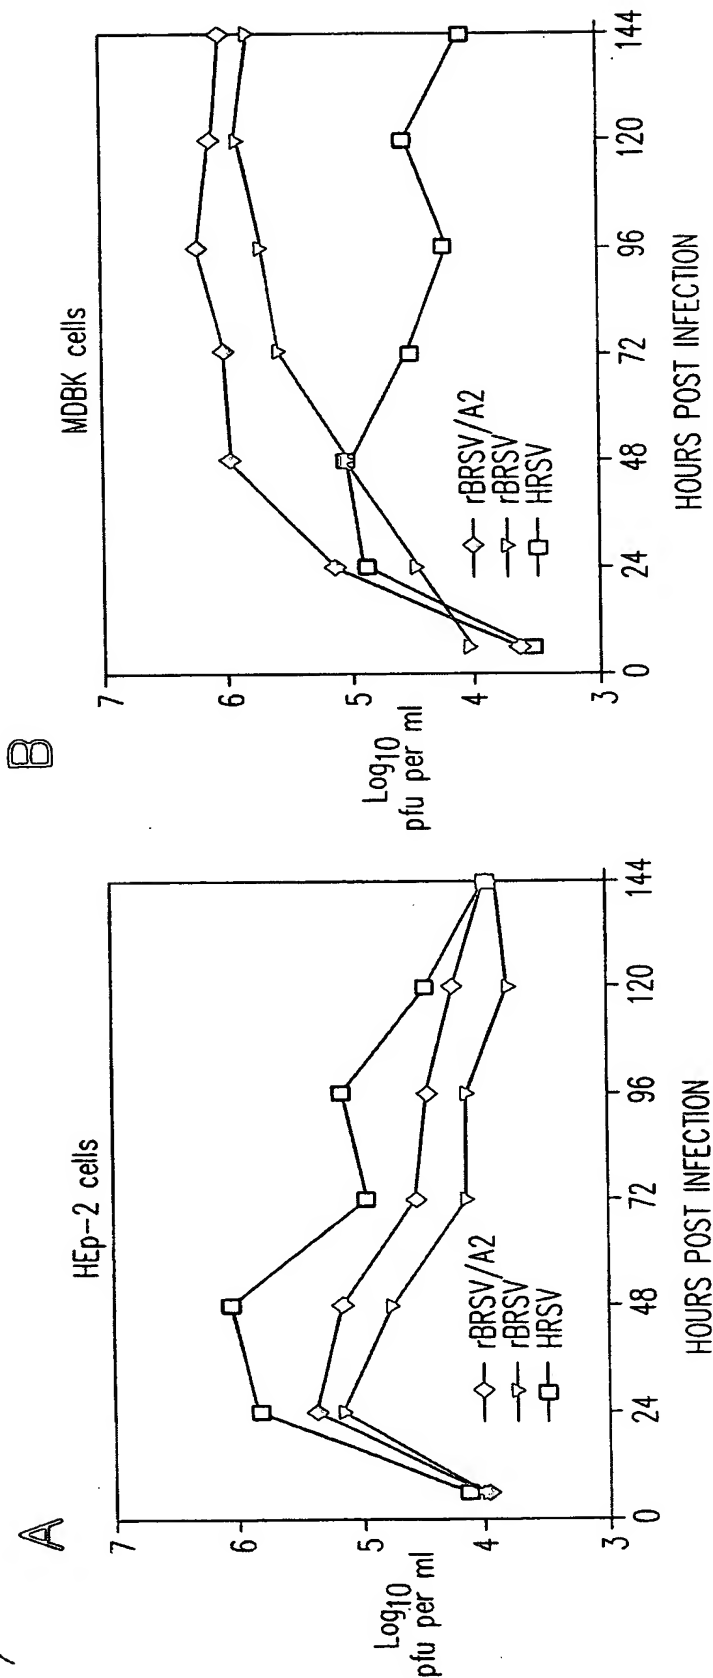 A
HEp-2 cells
7
6
5
4
3
Log10
pfu per ml
rBRSV/A2
rBRSV
HRSV
0 24 48 72 96 120 144
HOURS POST INFECTION
B
MDBK cells
7
6
5
4
3
Log10
pfu per ml
rBRSV/A2
rBRSV
HRSV
0 24 48 72 96 120 144
HOURS POST INFECTION